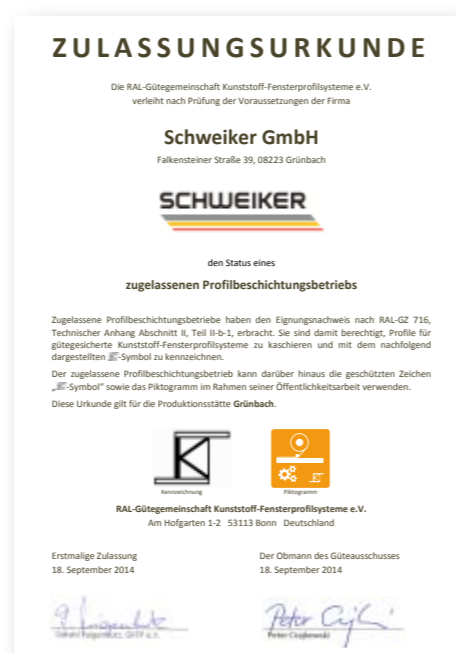 ZULASSUNGSURKUNDE
Die RAL-Gütegemeinschaft Kunststoff-Fensterprofilsysteme e.V.
verleiht nach Prüfung der Voraussetzungen der Firma
Schweiker GmbH
Falkensteiner Straße 39, 08223 Grünbach
SCHWEIKER
den Status eines
zugelassenen Profilbeschichtungsbetriebs
Zugelassene Profilbeschichtungsbetriebe haben den Eignungsnachweis nach RAL-GZ 716,
Technischer Anhang Abschnitt II, Teil II-b-1, erbracht. Sie sind damit berechtigt, Profile für
gütegesicherte Kunststoff-Fensterprofilsysteme zu kaschieren und mit dem nachfolgend
dargestellten K-Symbol zu kennzeichnen.
Der zugelassene Profilbeschichtungsbetrieb kann darüber hinaus die geschützten Zeichen
„K-Symbol" sowie das Piktogramm im Rahmen seiner Öffentlichkeitsarbeit verwenden.
Diese Urkunde gilt für die Produktionsstätte Grünbach.
K
Kennzeichnung Piktogramm
RAL-Gütegemeinschaft Kunststoff-Fensterprofilsysteme e.V.
Am Hofgarten 1-2 53113 Bonn Deutschland
Erstmalige Zulassung Der Obmann des Güteausschusses
18. September 2014 18. September 2014
Peter